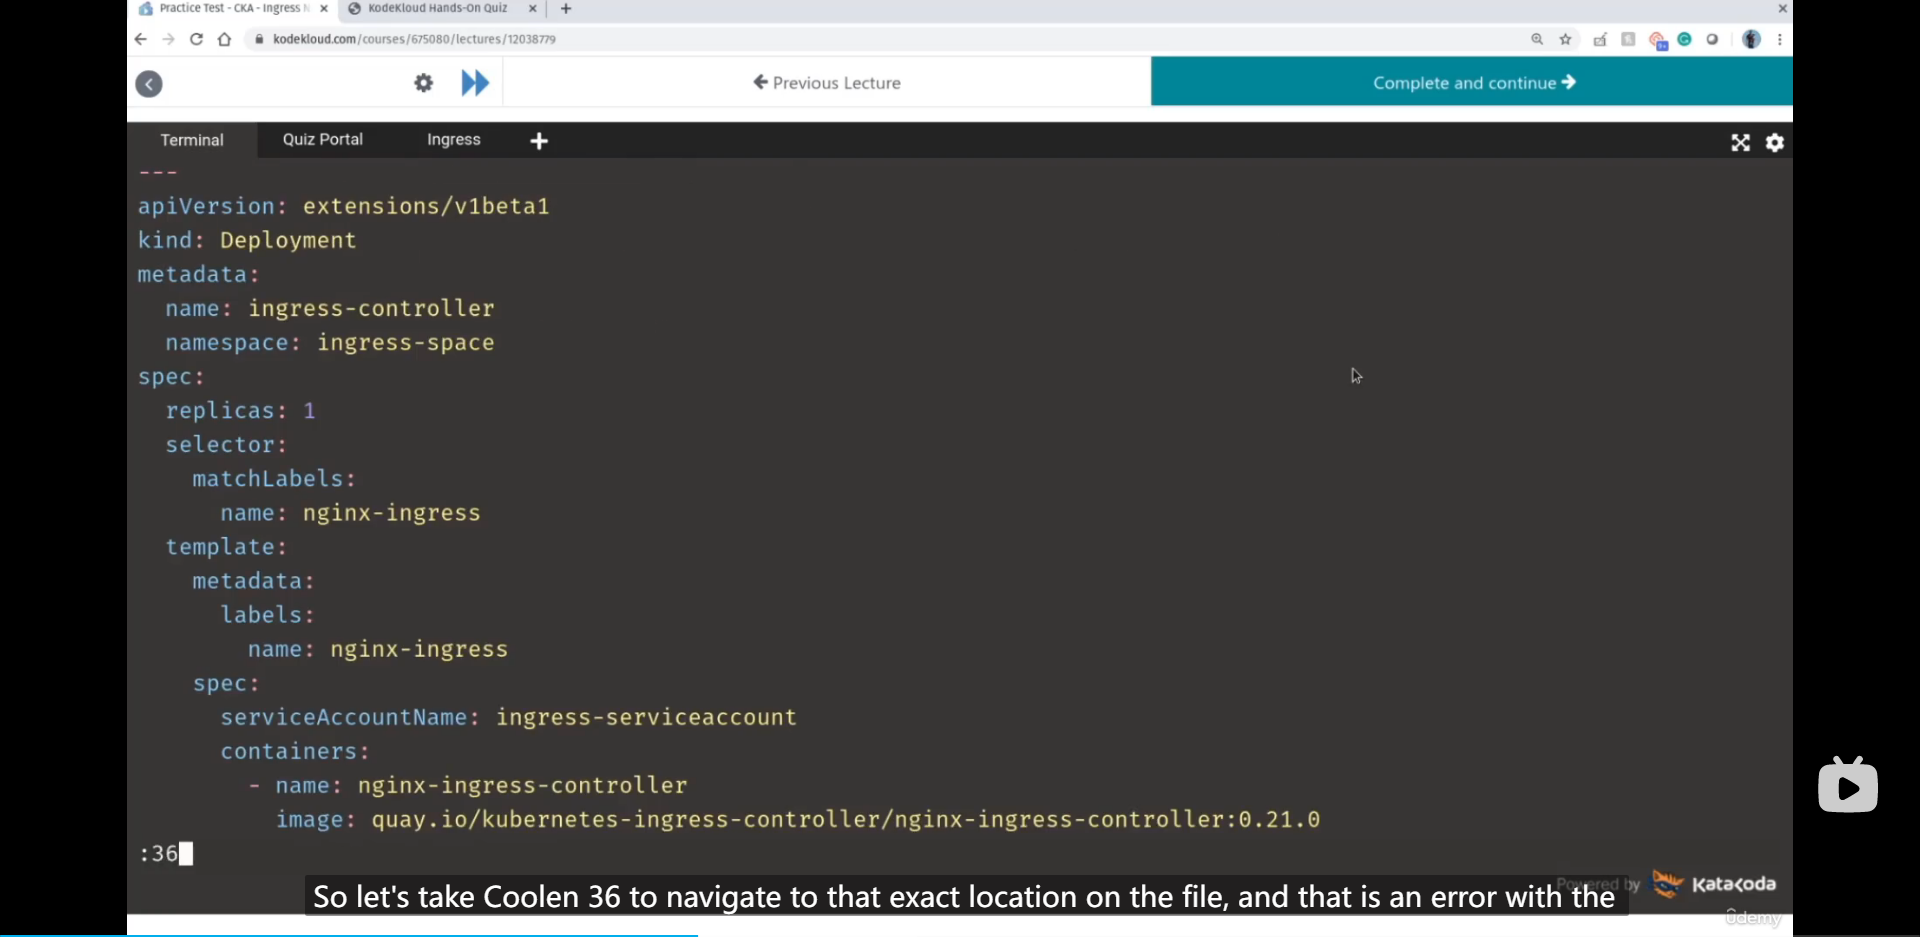 Practice Test - CKA - Ingress N
KodeKloud Hands-On Quiz
kodekloud.com/courses/675080/lectures/12038779
Previous Lecture
Complete and continue
Terminal
Quiz Portal
Ingress
---
apiVersion: extensions/v1beta1
kind: Deployment
metadata:
  name: ingress-controller
  namespace: ingress-space
spec:
  replicas: 1
  selector:
    matchLabels:
      name: nginx-ingress
  template:
    metadata:
      labels:
        name: nginx-ingress
    spec:
      serviceAccountName: ingress-serviceaccount
      containers:
        - name: nginx-ingress-controller
          image: quay.io/kubernetes-ingress-controller/nginx-ingress-controller:0.21.0
:36
Powered by Katacoda
So let's take Coolen 36 to navigate to that exact location on the file, and that is an error with the
ûdemy